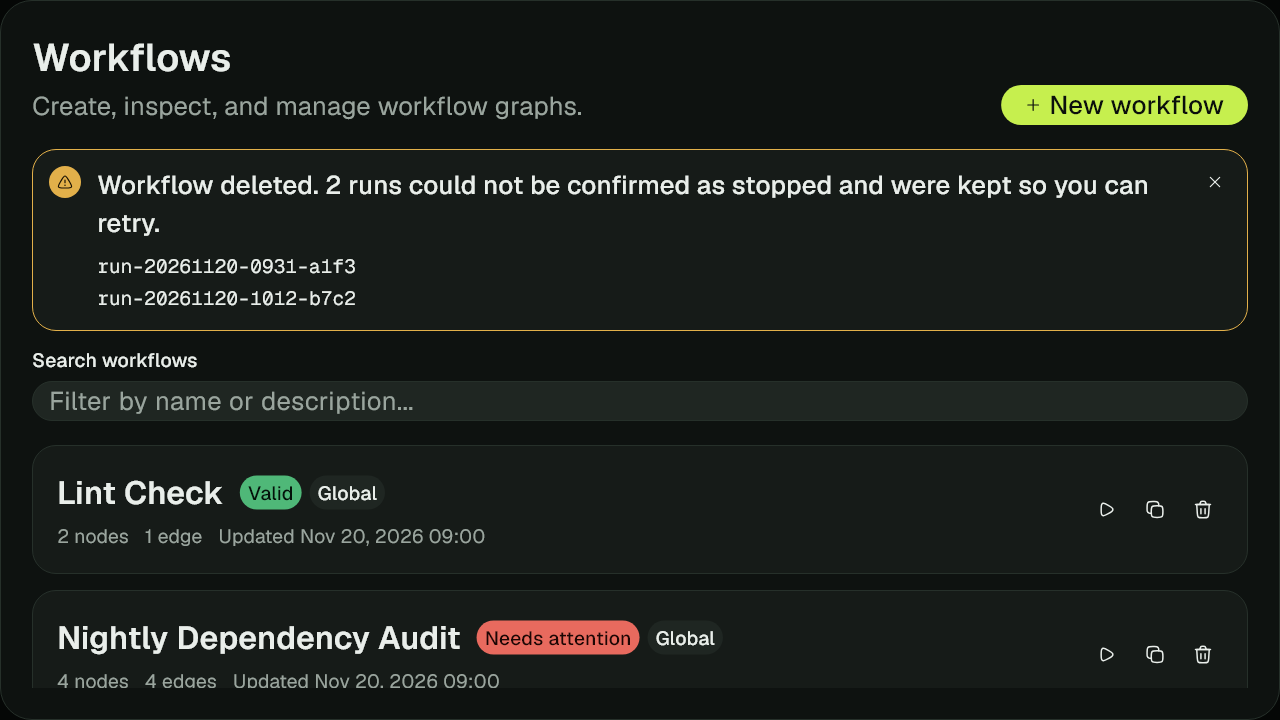 Workflows
Create, inspect, and manage workflow graphs.
+ New workflow
Workflow deleted. 2 runs could not be confirmed as stopped and were kept so you can
retry.
run-20261120-0931-a1f3
run-20261120-1012-b7c2
Search workflows
Filter by name or description...
Lint Check Valid Global
2 nodes 1 edge Updated Nov 20, 2026 09:00
Nightly Dependency Audit Needs attention Global
4 nodes 4 edges Updated Nov 20, 2026 09:00